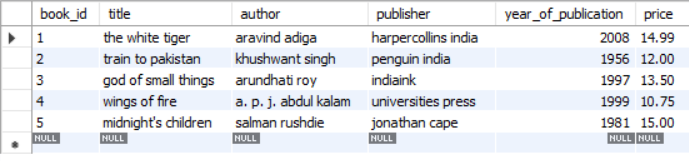 book_id title author publisher year_of_publication price
1 the white tiger aravind adiga harpercollins india 2008 14.99
2 train to pakistan khushwant singh penguin india 1956 12.00
3 god of small things arundhati roy indiaink 1997 13.50
4 wings of fire a. p. j. abdul kalam universities press 1999 10.75
5 midnight's children salman rushdie jonathan cape 1981 15.00
NULL NULL NULL NULL NULL NULL